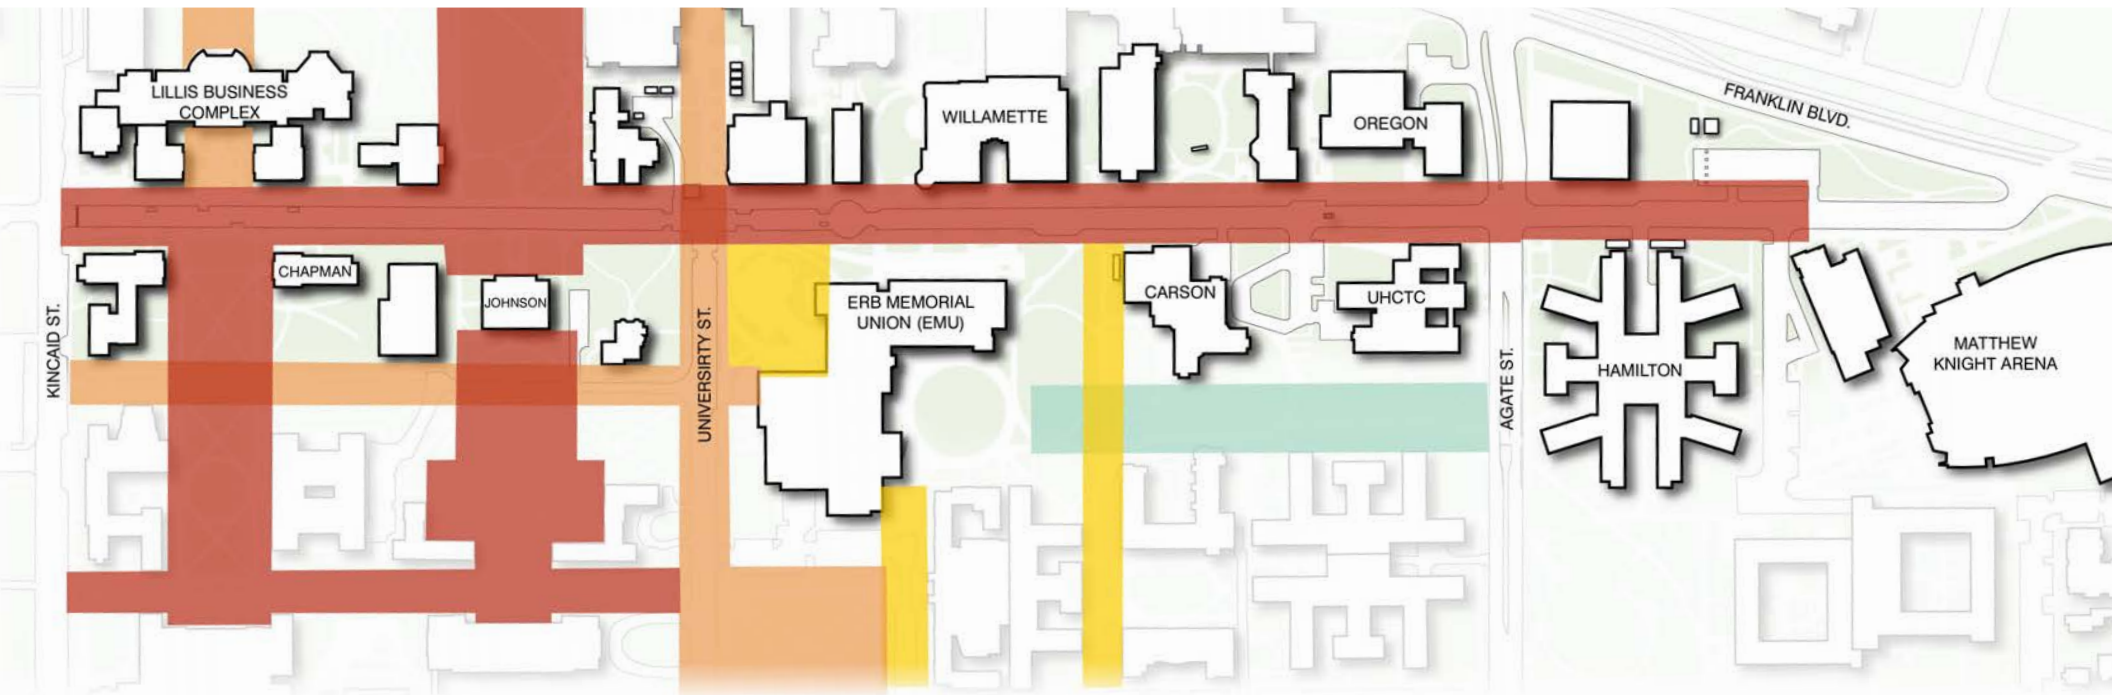 LILLIS BUSINESS
COMPLEX
WILLAMETTE
OREGON
FRANKLIN BLVD.
KINCAID ST.
CHAPMAN
JOHNSON
UNIVERSIRTY ST.
ERB MEMORIAL
UNION (EMU)
CARSON
UHCTC
AGATE ST.
HAMILTON
MATTHEW
KNIGHT ARENA